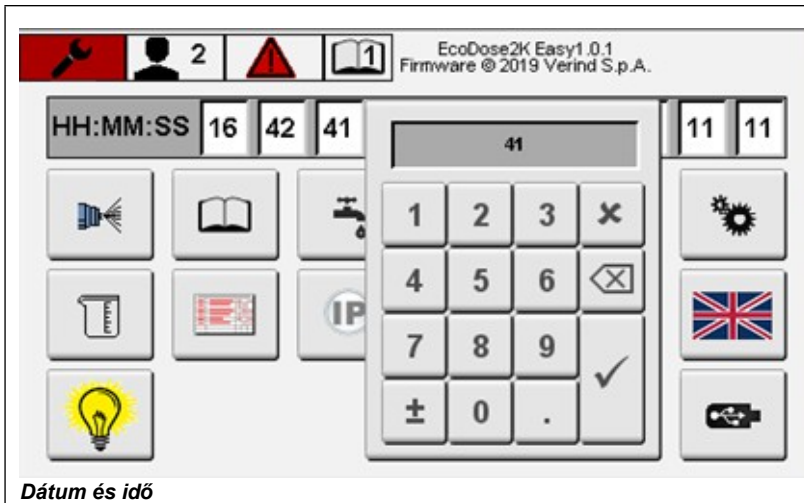 2
1
EcoDose2K Easy1.0.1
Firmware © 2019 Verind S.p.A.
HH:MM:SS 16 42 41 11 11
41
1 2 3
4 5 6
7 8 9
± 0 .
IP
Dátum és idő